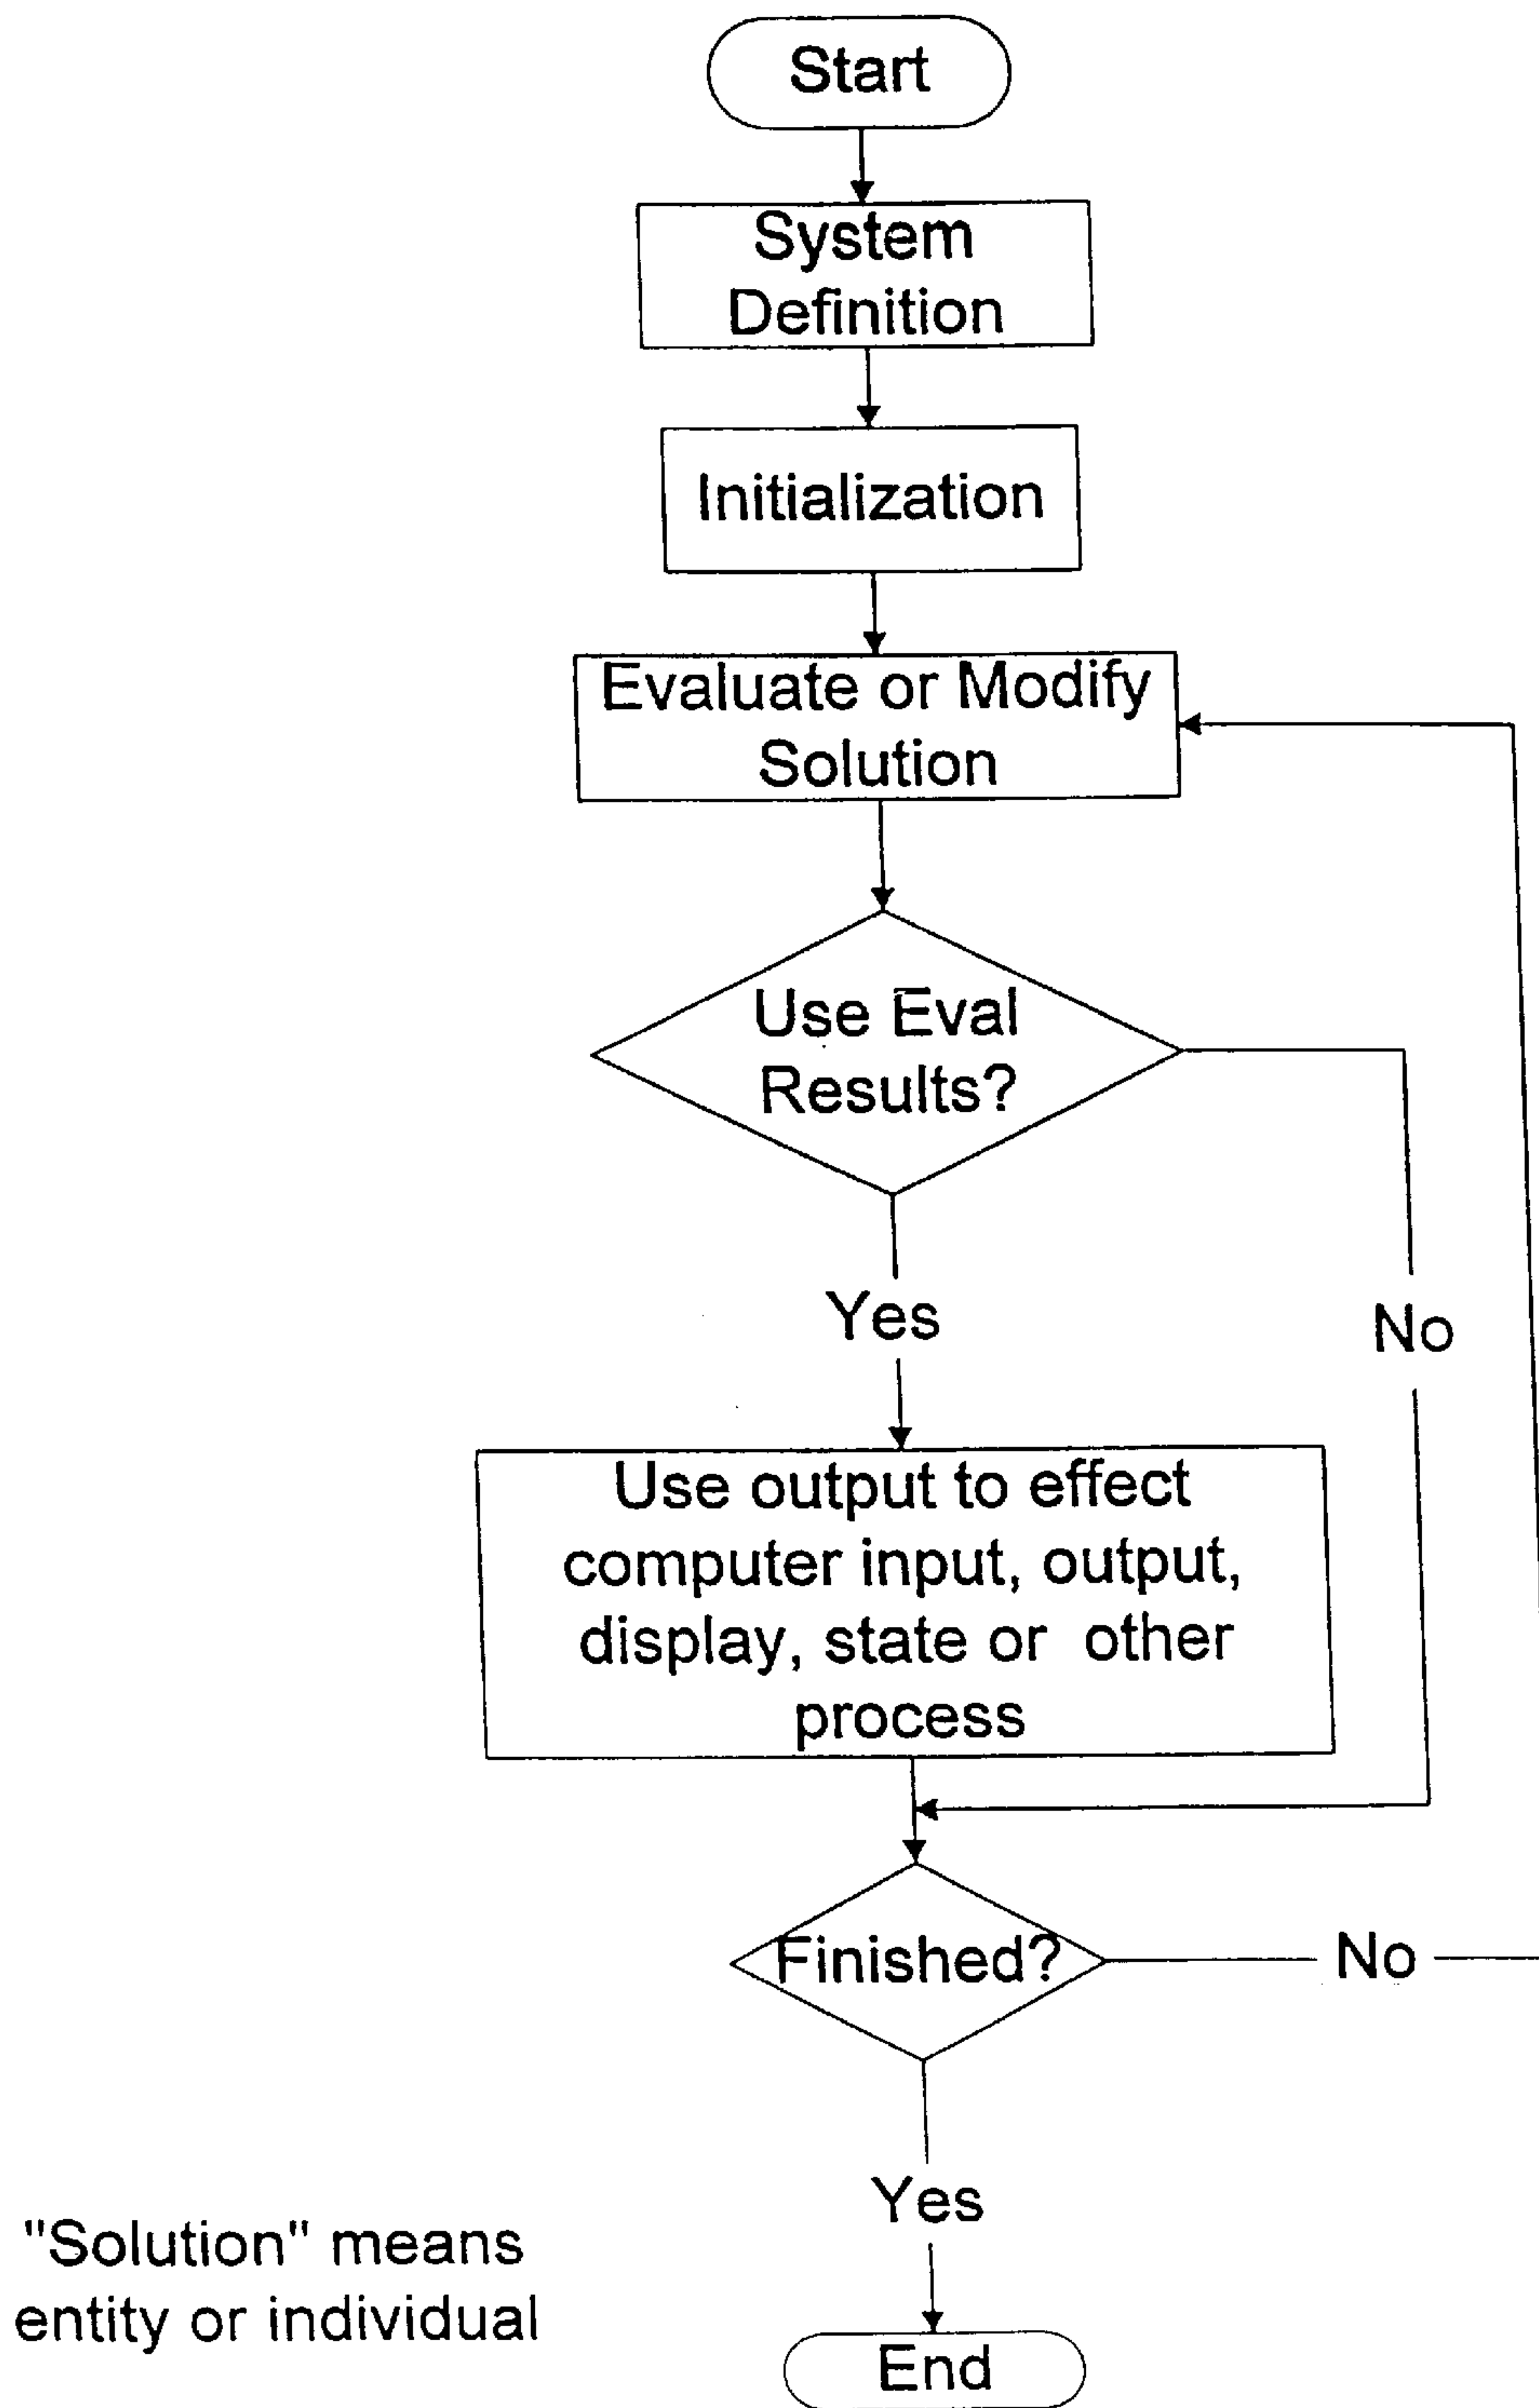 Start
System
Definition
Initialization
Evaluate or Modify
Solution
Use Eval
Results?
Yes
No
Use output to effect
computer input, output,
display, state or other
process
Finished?
No
Yes
"Solution" means
entity or individual
End